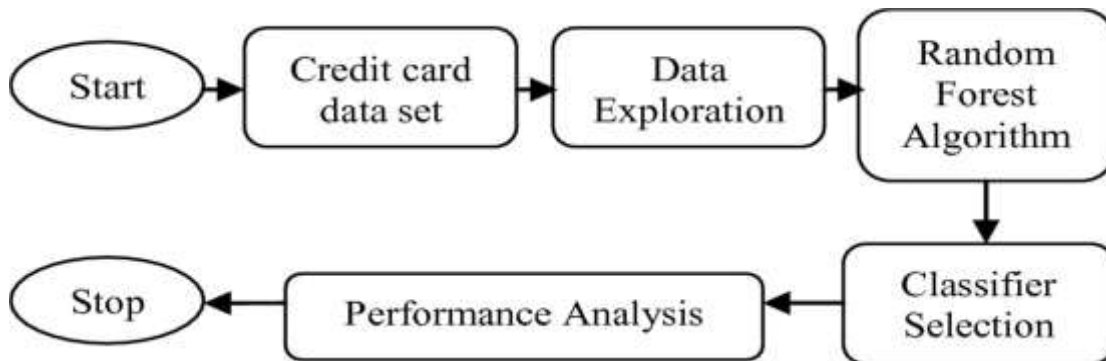 Start
Credit card
data set
Data
Exploration
Random
Forest
Algorithm
Classifier
Selection
Performance Analysis
Stop